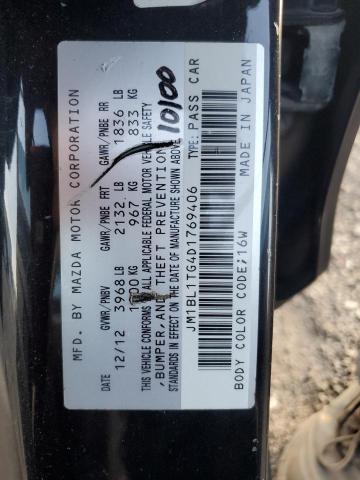 MFD. BY MAZDA MOTOR CORPORATION
GVWR/PNBV GAWR/PNBE FRT GAWR/PNBE RR
DATE 3968 LB 2132 LB 1836 LB
12/12 KG 967 KG 833 KG
THIS VEHICLE CONFORMS TO ALL APPLICABLE FEDERAL MOTOR VEHICLE SAFETY
,BUMPER,AND THEFT PREVENTION
STANDARDS IN EFFECT ON THE DATE OF MANUFACTURE SHOWN ABOVE.
10/00
JM1BL1TG4D1769406 TYPE: PASS CAR
BODY COLOR CODE;16W MADE IN JAPAN